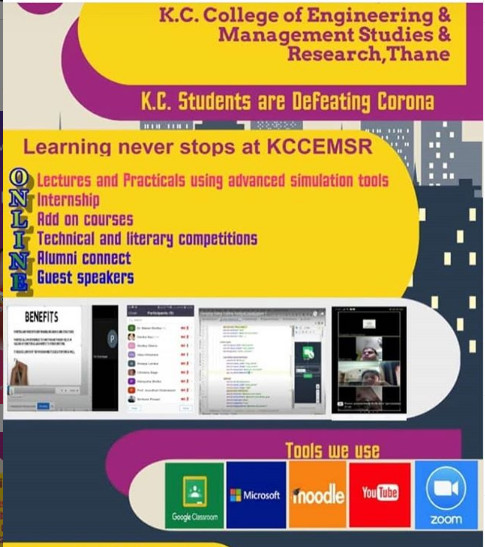 K.C. College of Engineering &
Management Studies &
Research,Thane
K.C. Students are Defeating Corona
Learning never stops at KCCEMSR
ONLINE
Lectures and Practicals using advanced simulation tools
Internship
Add on courses
Technical and literary competitions
Alumni connect
Guest speakers
BENEFITS
P
Participants
Tools we use
Google Classroom
Microsoft
moodle
YouTube
zoom